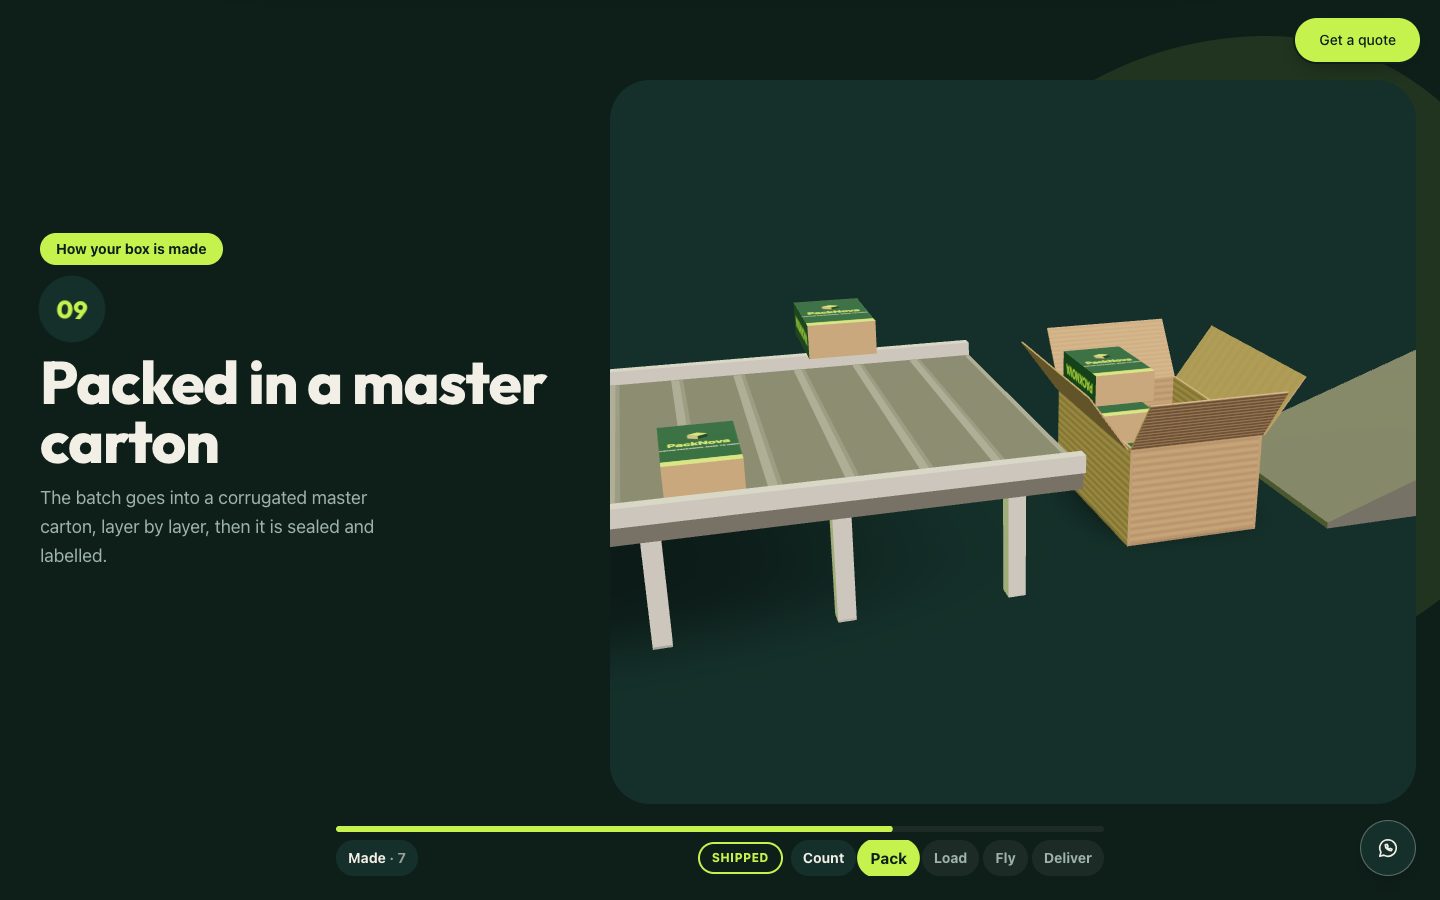 Get a quote
How your box is made
09
Packed in a master
carton
The batch goes into a corrugated master
carton, layer by layer, then it is sealed and
labelled.
PackNova
PackNova
PackNova
PACKNOVA
Made · 7
SHIPPED
Count
Pack
Load
Fly
Deliver